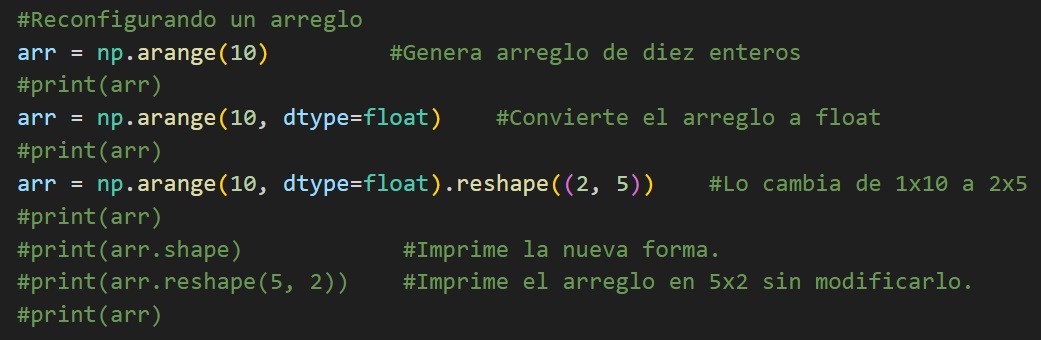 #Reconfigurando un arreglo
arr = np.arange(10)         #Genera arreglo de diez enteros
#print(arr)
arr = np.arange(10, dtype=float)    #Convierte el arreglo a float
#print(arr)
arr = np.arange(10, dtype=float).reshape((2, 5))    #Lo cambia de 1x10 a 2x5
#print(arr)
#print(arr.shape)            #Imprime la nueva forma.
#print(arr.reshape(5, 2))    #Imprime el arreglo en 5x2 sin modificarlo.
#print(arr)